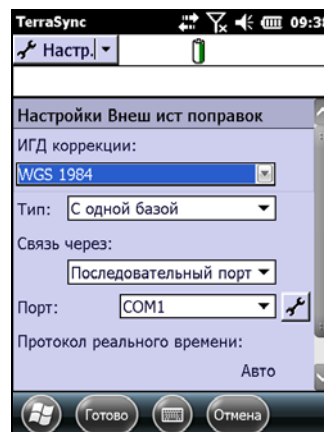 TerraSync 09:38
Настр.
Настройки Внеш ист поправок
ИГД коррекции:
WGS 1984
Тип: С одной базой
Связь через:
Последовательный порт
Порт: COM1
Протокол реального времени:
Авто
Готово Отмена